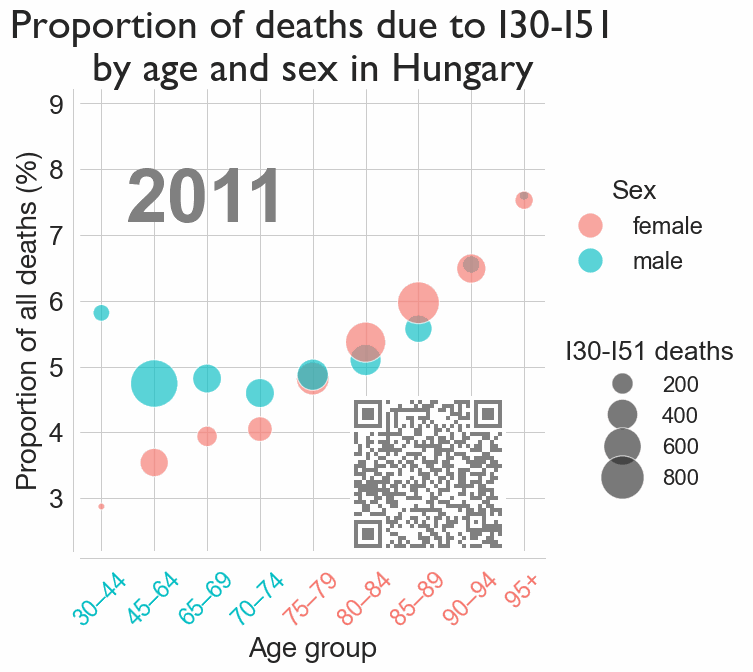 Proportion of deaths due to I30-I51
by age and sex in Hungary
9
8
7
6
5
4
3
Proportion of all deaths (%)
2011
30–44
45–64
65–69
70–74
75–79
80–84
85–89
90–94
95+
Age group
Sex
female
male
I30-I51 deaths
200
400
600
800